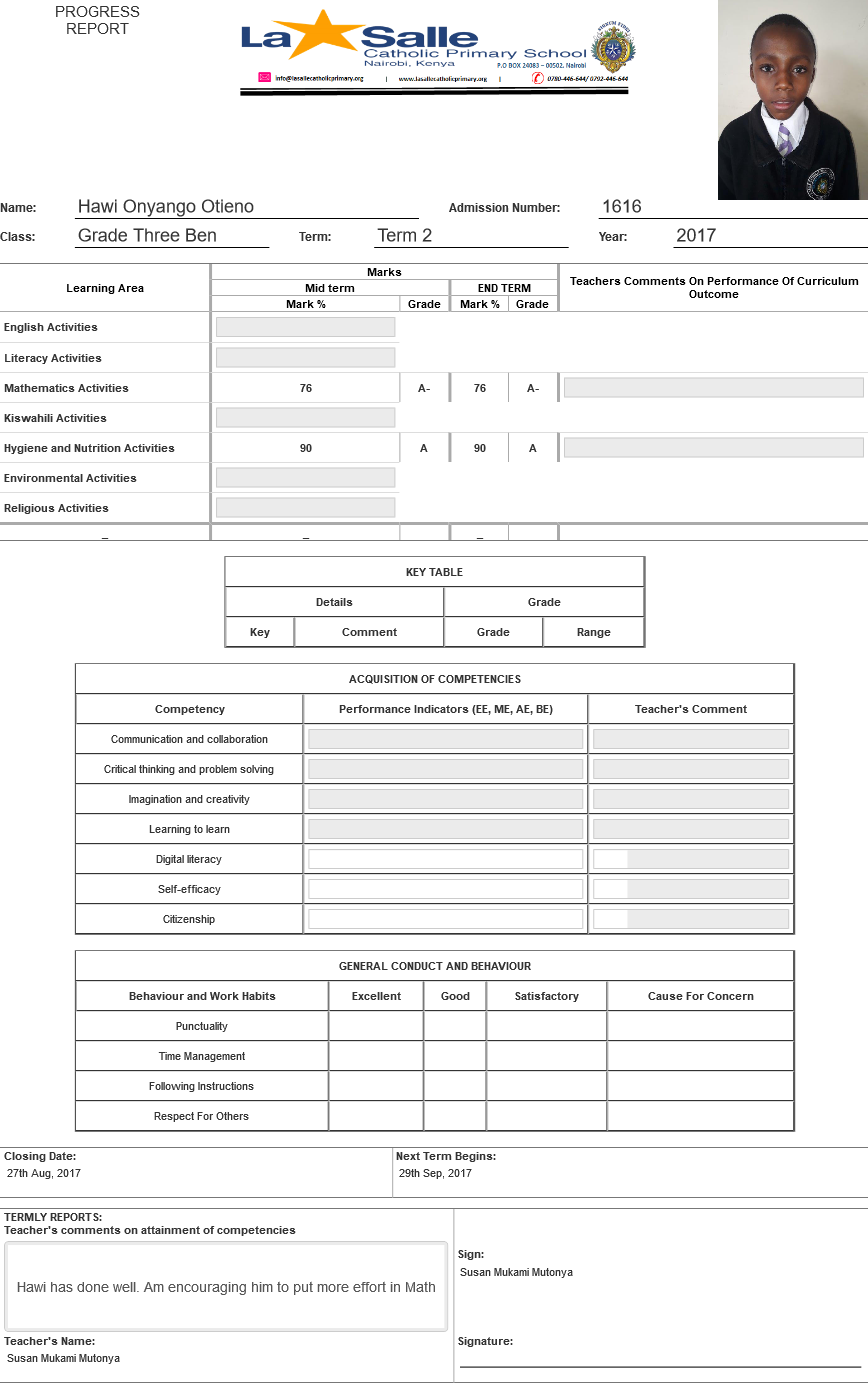 PROGRESS
REPORT
La Salle
Catholic Primary School
Nairobi, Kenya
P.O BOX 24083 – 00502, Nairobi
info@lasallecatholicprimary.org | www.lasallecatholicprimary.org | 0780-446-644/ 0792-446-644
Name: Hawi Onyango Otieno Admission Number: 1616
Class: Grade Three Ben Term: Term 2 Year: 2017
Learning Area Marks Teachers Comments On Performance Of Curriculum Outcome
Mid term END TERM
Mark % Grade Mark % Grade
English Activities
Literacy Activities
Mathematics Activities 76 A- 76 A-
Kiswahili Activities
Hygiene and Nutrition Activities 90 A 90 A
Environmental Activities
Religious Activities
– – –
KEY TABLE
Details Grade
Key Comment Grade Range
ACQUISITION OF COMPETENCIES
Competency Performance Indicators (EE, ME, AE, BE) Teacher's Comment
Communication and collaboration
Critical thinking and problem solving
Imagination and creativity
Learning to learn
Digital literacy
Self-efficacy
Citizenship
GENERAL CONDUCT AND BEHAVIOUR
Behaviour and Work Habits Excellent Good Satisfactory Cause For Concern
Punctuality
Time Management
Following Instructions
Respect For Others
Closing Date: Next Term Begins:
27th Aug, 2017 29th Sep, 2017
TERMLY REPORTS:
Teacher's comments on attainment of competencies
Sign:
Susan Mukami Mutonya
Hawi has done well. Am encouraging him to put more effort in Math
Teacher's Name: Signature:
Susan Mukami Mutonya